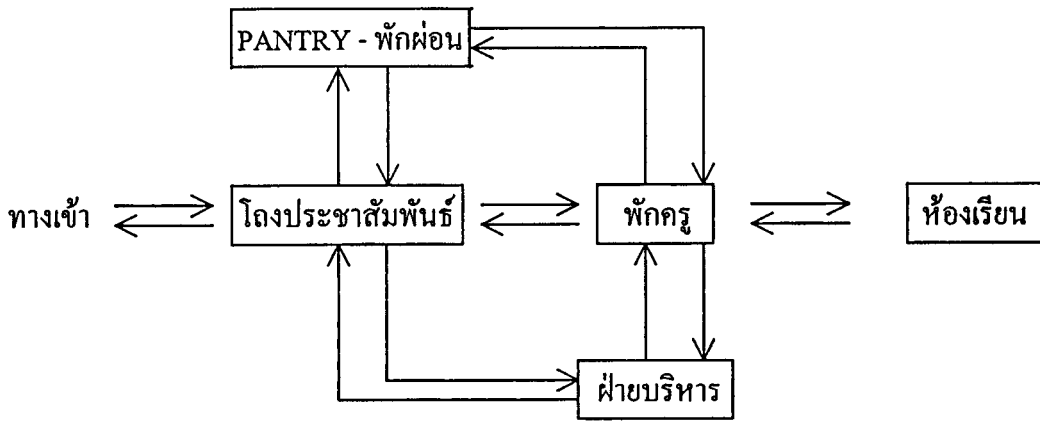 PANTRY - พักผ่อน
ทางเข้า
โถงประชาสัมพันธ์
พักครู
ห้องเรียน
ฝ่ายบริหาร